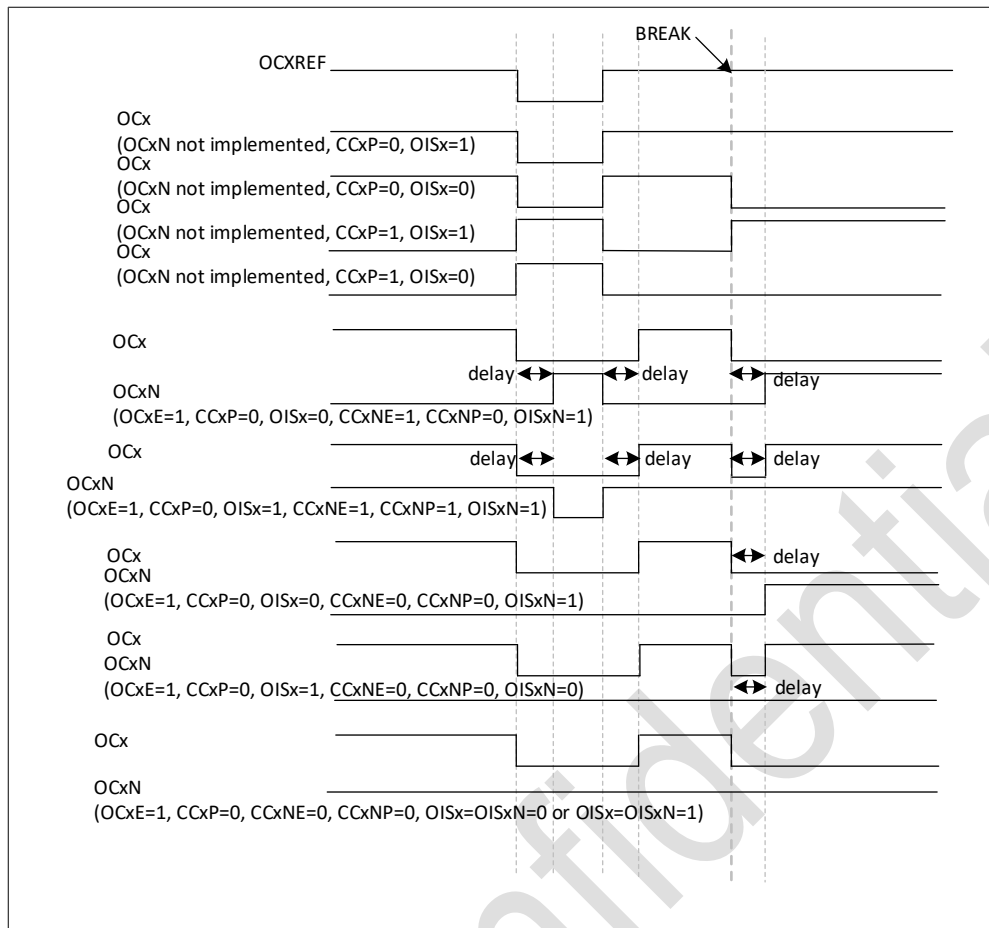 BREAK
OCXREF
OCx
(OCxN not implemented, CCxP=0, OISx=1)
OCx
(OCxN not implemented, CCxP=0, OISx=0)
OCx
(OCxN not implemented, CCxP=1, OISx=1)
OCx
(OCxN not implemented, CCxP=1, OISx=0)
OCx
delay delay delay
OCxN
(OCxE=1, CCxP=0, OISx=0, CCxNE=1, CCxNP=0, OISxN=1)
OCx
delay delay delay
OCxN
(OCxE=1, CCxP=0, OISx=1, CCxNE=1, CCxNP=1, OISxN=1)
OCx
delay
OCxN
(OCxE=1, CCxP=0, OISx=0, CCxNE=0, CCxNP=0, OISxN=1)
OCx
OCxN
(OCxE=1, CCxP=0, OISx=1, CCxNE=0, CCxNP=0, OISxN=0)
delay
OCx
OCxN
(OCxE=1, CCxP=0, CCxNE=0, CCxNP=0, OISx=OISxN=0 or OISx=OISxN=1)
nfidentia